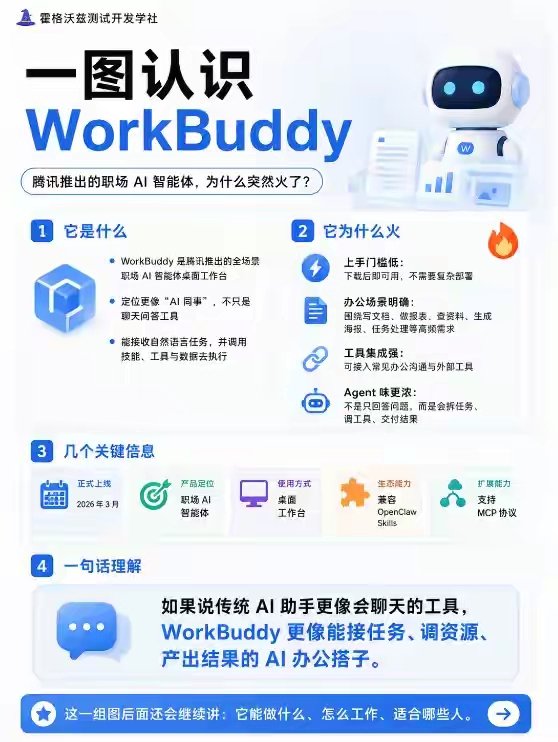 霍格沃兹测试开发学社
一图认识
WorkBuddy
腾讯推出的职场 AI 智能体，为什么突然火了？
1 它是什么
WorkBuddy 是腾讯推出的全场景
职场 AI 智能体桌面工作台
定位更像“AI 同事”，不只是
聊天问答工具
能接收自然语言任务，并调用
技能、工具与数据去执行
2 它为什么火
上手门槛低：
下载后即可用，不需要复杂部署
办公场景明确：
围绕写文档、做报表、查资料、生成
海报、任务处理等高频需求
工具集成强：
可接入常见办公沟通与外部工具
Agent 味更浓：
不是只回答问题，而是会拆任务、
调工具、交付结果
3 几个关键信息
正式上线
2026 年 3 月
产品定位
职场 AI
智能体
使用方式
桌面
工作台
生态能力
兼容
OpenClaw
Skills
扩展能力
支持
MCP 协议
4 一句话理解
如果说传统 AI 助手更像会聊天的工具，
WorkBuddy 更像能接任务、调资源、
产出结果的 AI 办公搭子。
这一组图后面还会继续讲：它能做什么、怎么工作、适合哪些人。
W